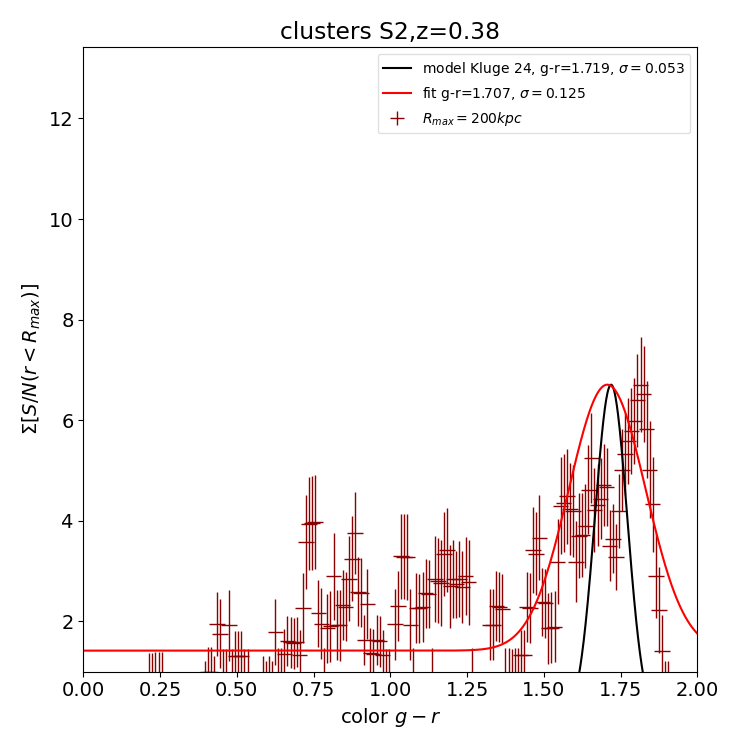 clusters S2,z=0.38
model Kluge 24, g-r=1.719, σ = 0.053
fit g-r=1.707, σ = 0.125
R_max = 200kpc
Σ[S/N(r < R_max)]
12
10
8
6
4
2
0.00 0.25 0.50 0.75 1.00 1.25 1.50 1.75 2.00
color g − r